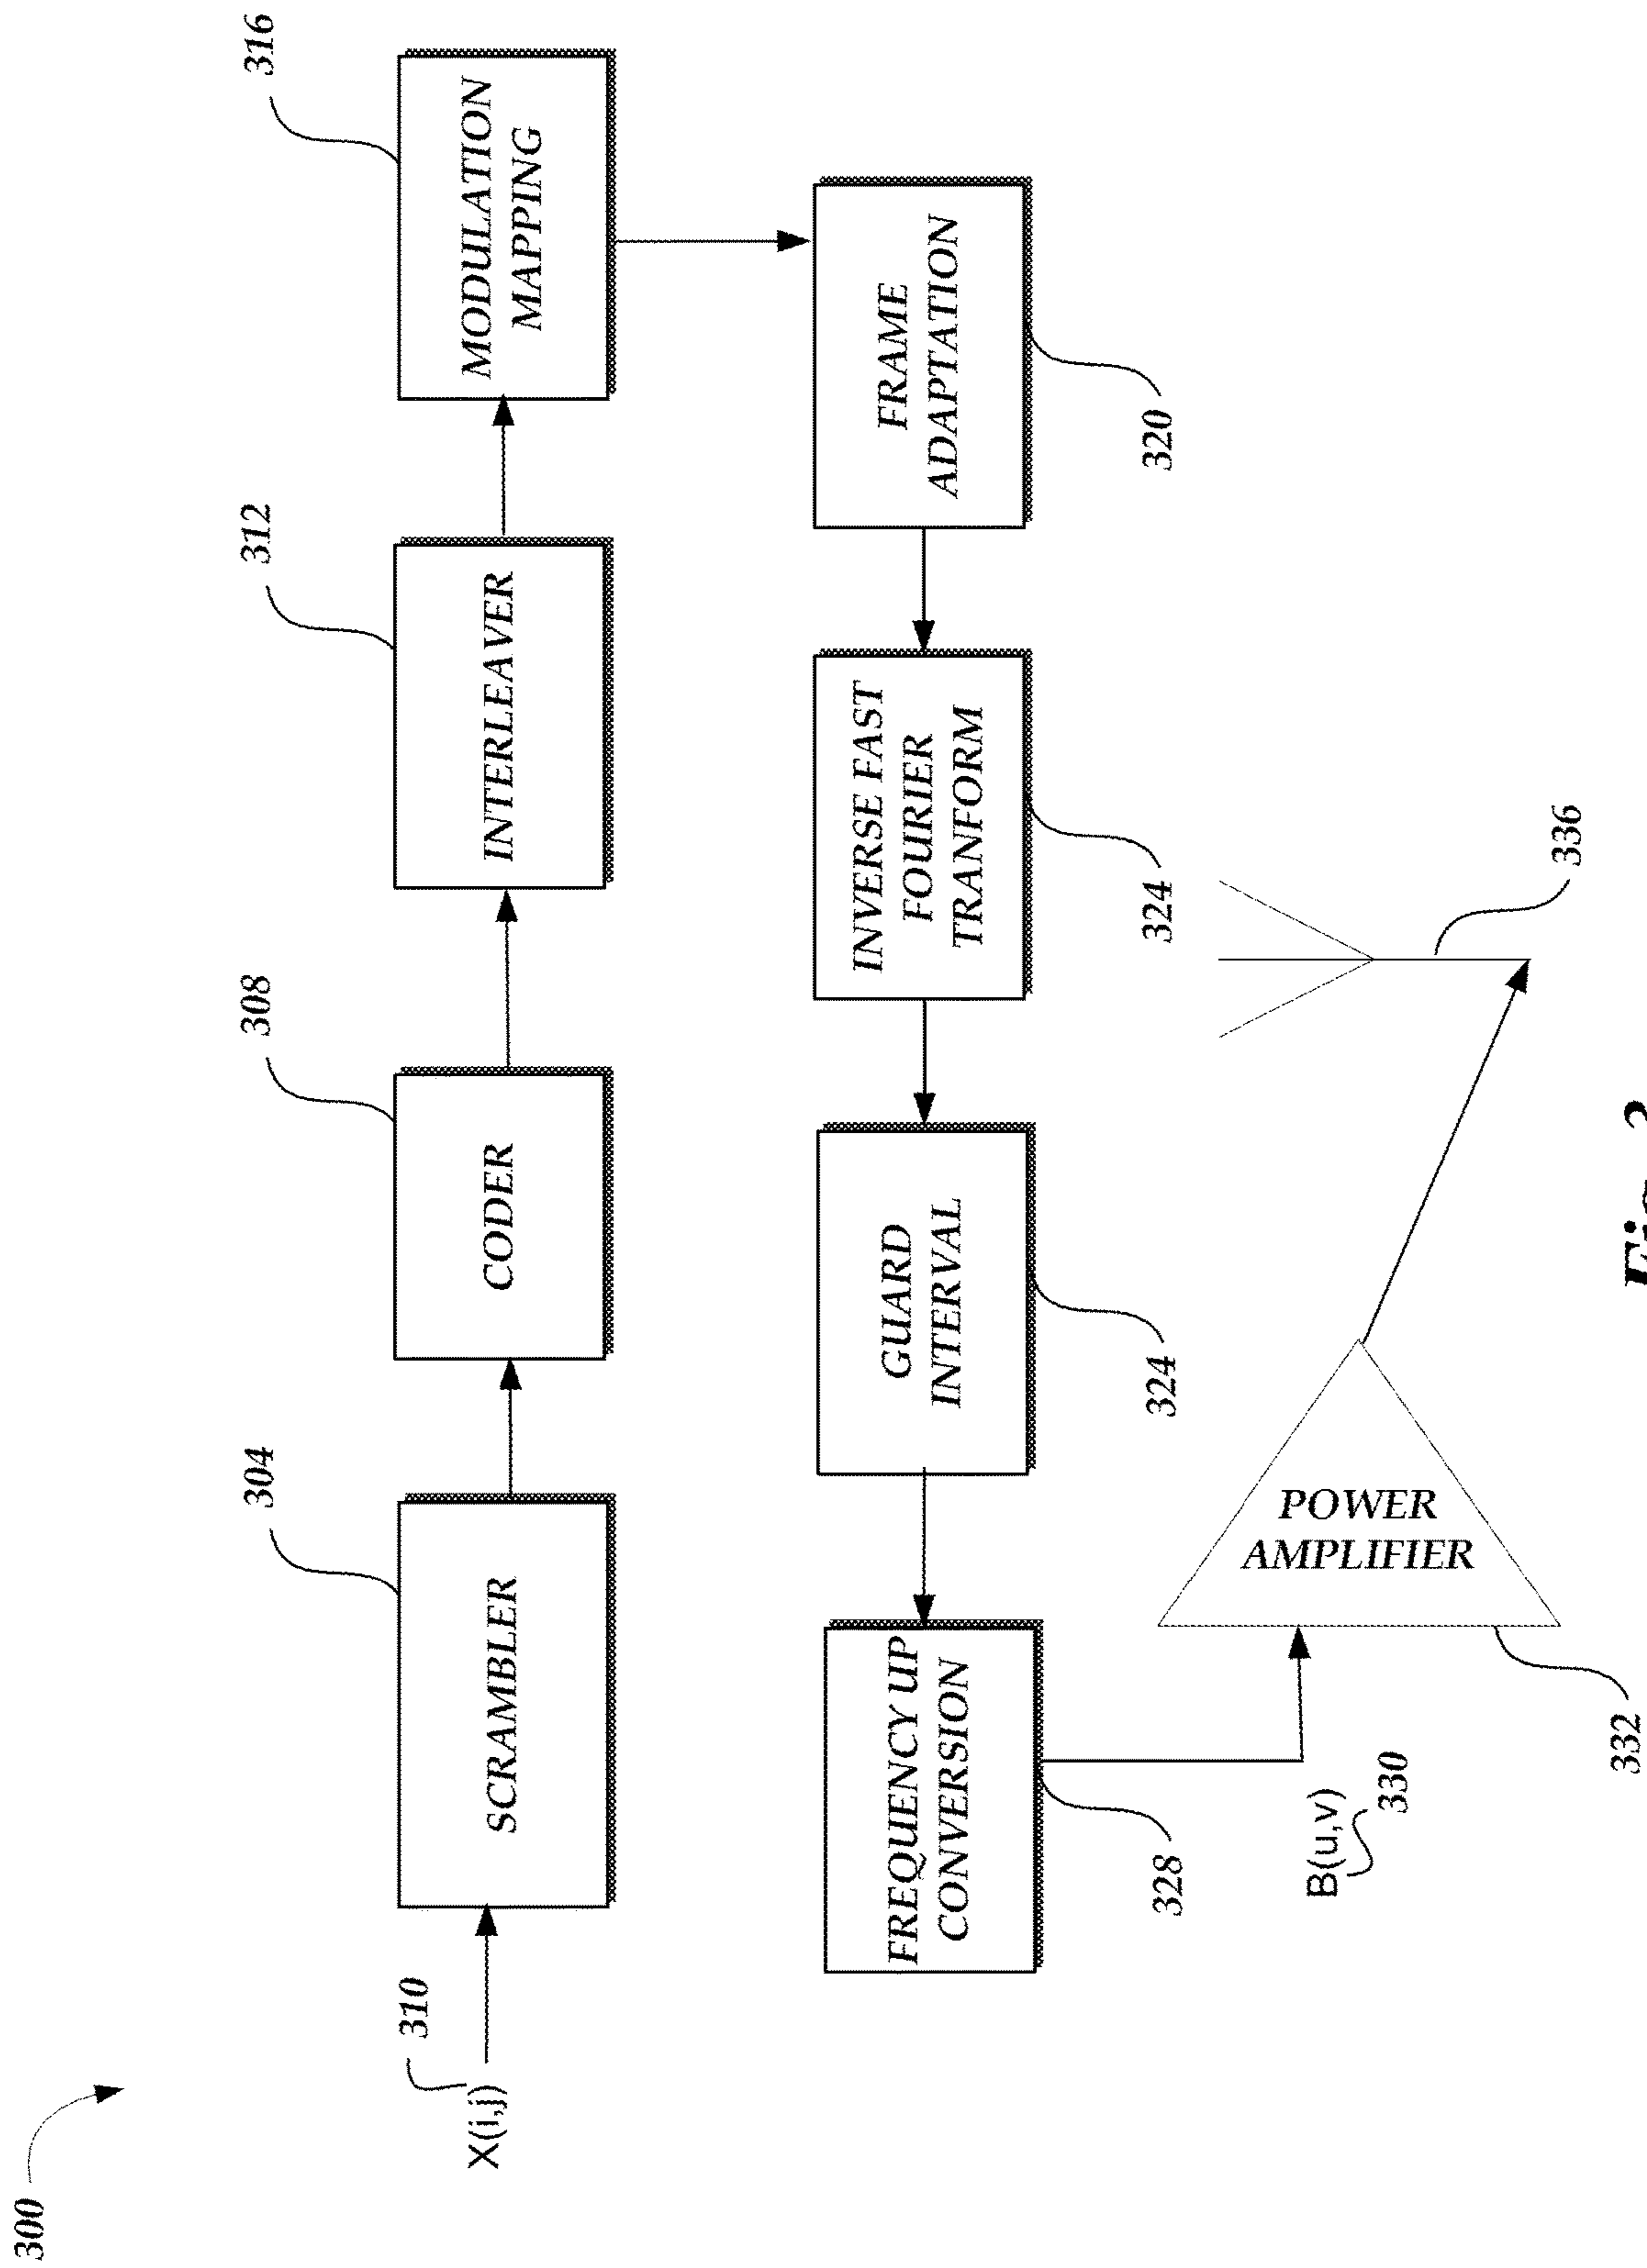 300
X(i,j)
310
SCRAMBLER
304
CODER
308
INTERLEAVER
312
MODULATION
MAPPING
316
FRAME
ADAPTATION
320
INVERSE FAST
FOURIER
TRANFORM
324
GUARD
INTERVAL
324
FREQUENCY UP
CONVERSION
328
B(u,v)
330
POWER
AMPLIFIER
332
336